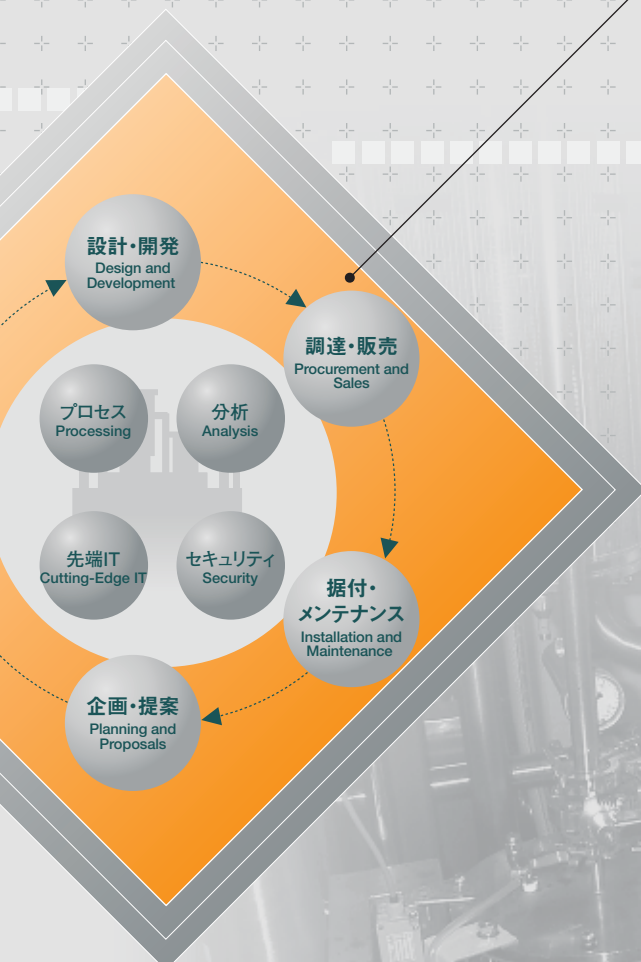 設計・開発
Design and
Development
調達・販売
Procurement and
Sales
プロセス
Processing
分析
Analysis
先端IT
Cutting-Edge IT
セキュリティ
Security
据付・
メンテナンス
Installation and
Maintenance
企画・提案
Planning and
Proposals